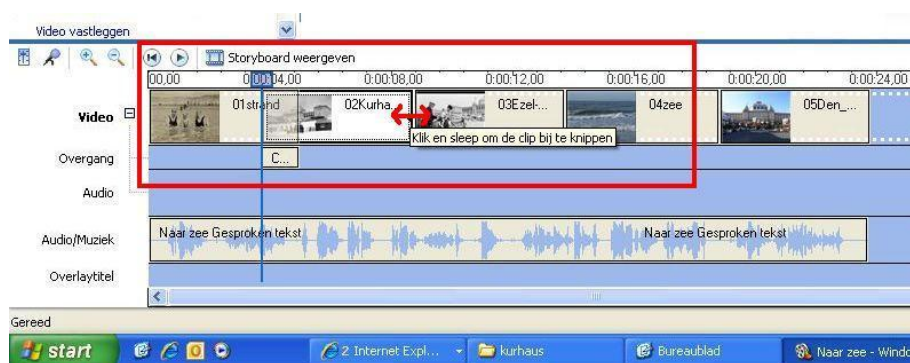 Video vastleggen
Storyboard weergeven
00,00 0:00:04,00 0:00:08,00 0:00:12,00 0:00:16,00 0:00:20,00 0:00:24,00
Video 01strand 02Kurha... 03Ezel-... 04zee 05Den_...
Klik en sleep om de clip bij te knippen
Overgang C...
Audio
Audio/Muziek Naar zee Gesproken tekst Naar zee Gesproken tekst
Overlaytitel
Gereed
start 2 Internet Expl... kurhaus Bureaublad Naar zee - Windo